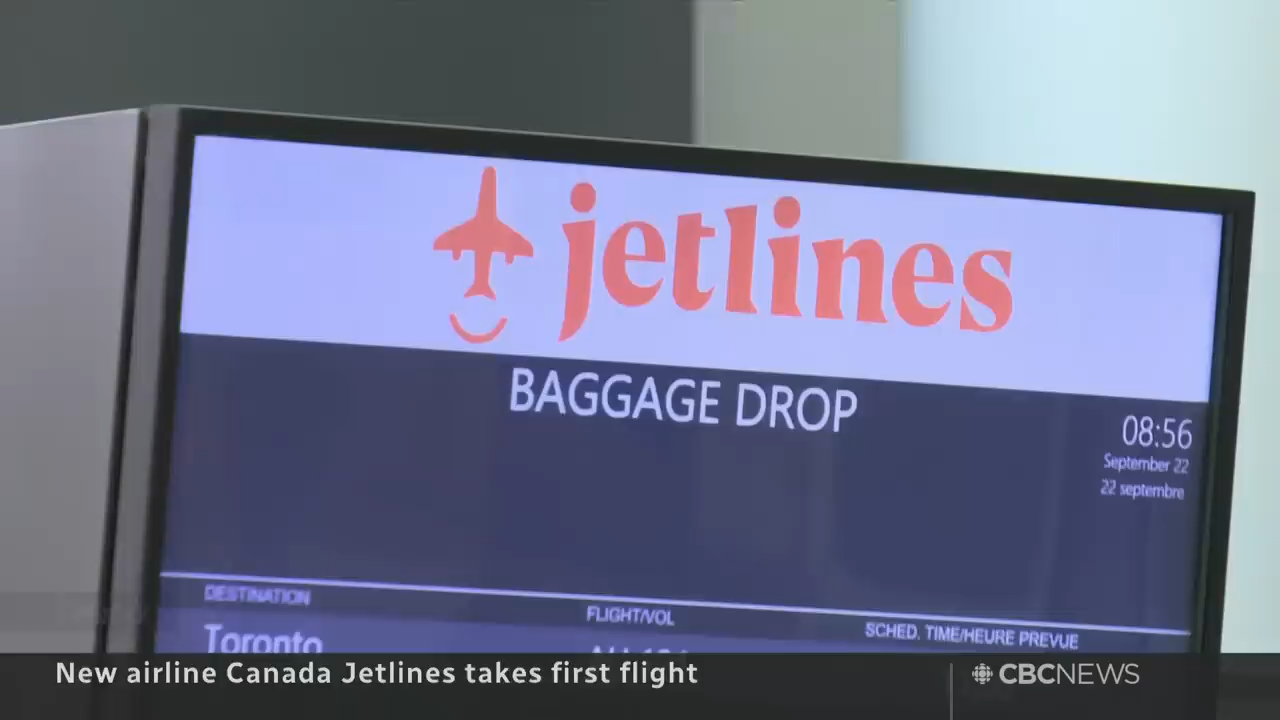 jetlines
BAGGAGE DROP
08:56
September 22
22 septembre
DESTINATION
FLIGHT/VOL
SCHED. TIME/HEURE PREVUE
Toronto
New airline Canada Jetlines takes first flight
CBCNEWS